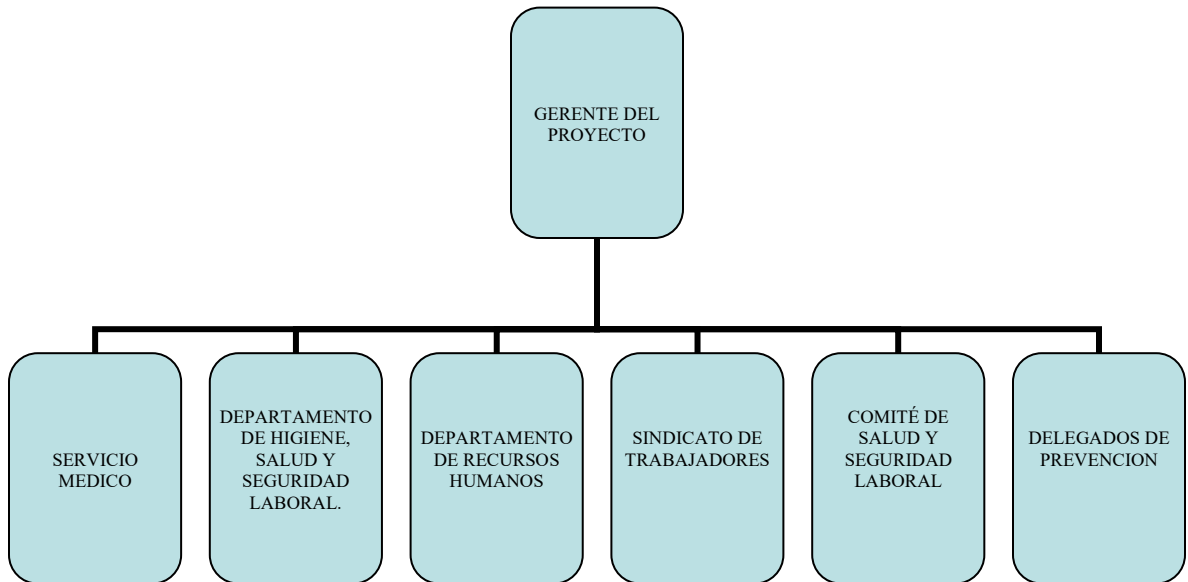 GERENTE DEL
PROYECTO
SERVICIO
MEDICO
DEPARTAMENTO
DE HIGIENE,
SALUD Y
SEGURIDAD
LABORAL.
DEPARTAMENTO
DE RECURSOS
HUMANOS
SINDICATO DE
TRABAJADORES
COMITÉ DE
SALUD Y
SEGURIDAD
LABORAL
DELEGADOS DE
PREVENCION